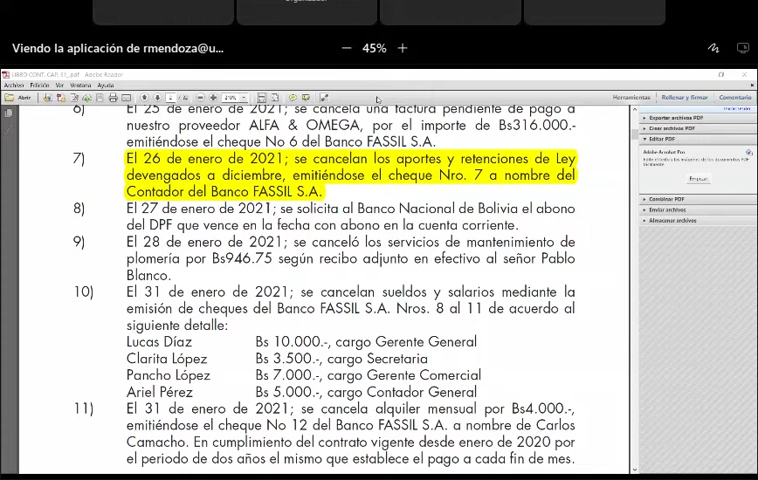 Viendo la aplicación de rmendoza@u...
45%
Archivo Edición Ver Ventana Ayuda
Abrir
Herramientas Rellenar y firmar Comentario
6) El 25 de enero de 2021; se cancela una factura pendiente de pago a
nuestro proveedor ALFA & OMEGA, por el importe de Bs316.000.-
emitiéndose el cheque No 6 del Banco FASSIL S.A.
7) El 26 de enero de 2021; se cancelan los aportes y retenciones de Ley
devengados a diciembre, emitiéndose el cheque Nro. 7 a nombre del
Contador del Banco FASSIL S.A.
8) El 27 de enero de 2021; se solicita al Banco Nacional de Bolivia el abono
del DPF que vence en la fecha con abono en la cuenta corriente.
9) El 28 de enero de 2021; se canceló los servicios de mantenimiento de
plomería por Bs946.75 según recibo adjunto en efectivo al señor Pablo
Blanco.
10) El 31 de enero de 2021; se cancelan sueldos y salarios mediante la
emisión de cheques del Banco FASSIL S.A. Nros. 8 al 11 de acuerdo al
siguiente detalle:
Lucas Díaz Bs 10.000.-, cargo Gerente General
Clarita López Bs 3.500.-, cargo Secretaria
Pancho López Bs 7.000.-, cargo Gerente Comercial
Ariel Pérez Bs 5.000.-, cargo Contador General
11) El 31 de enero de 2021; se cancela alquiler mensual por Bs4.000.-,
emitiéndose el cheque No 12 del Banco FASSIL S.A. a nombre de Carlos
Camacho. En cumplimiento del contrato vigente desde enero de 2020 por
el periodo de dos años el mismo que establece el pago a cada fin de mes.
Exportar archivos PDF
Crear archivos PDF
Editar PDF
Adobe Acrobat Pro
Empezar
Combinar PDF
Enviar archivos
Almacenar archivos